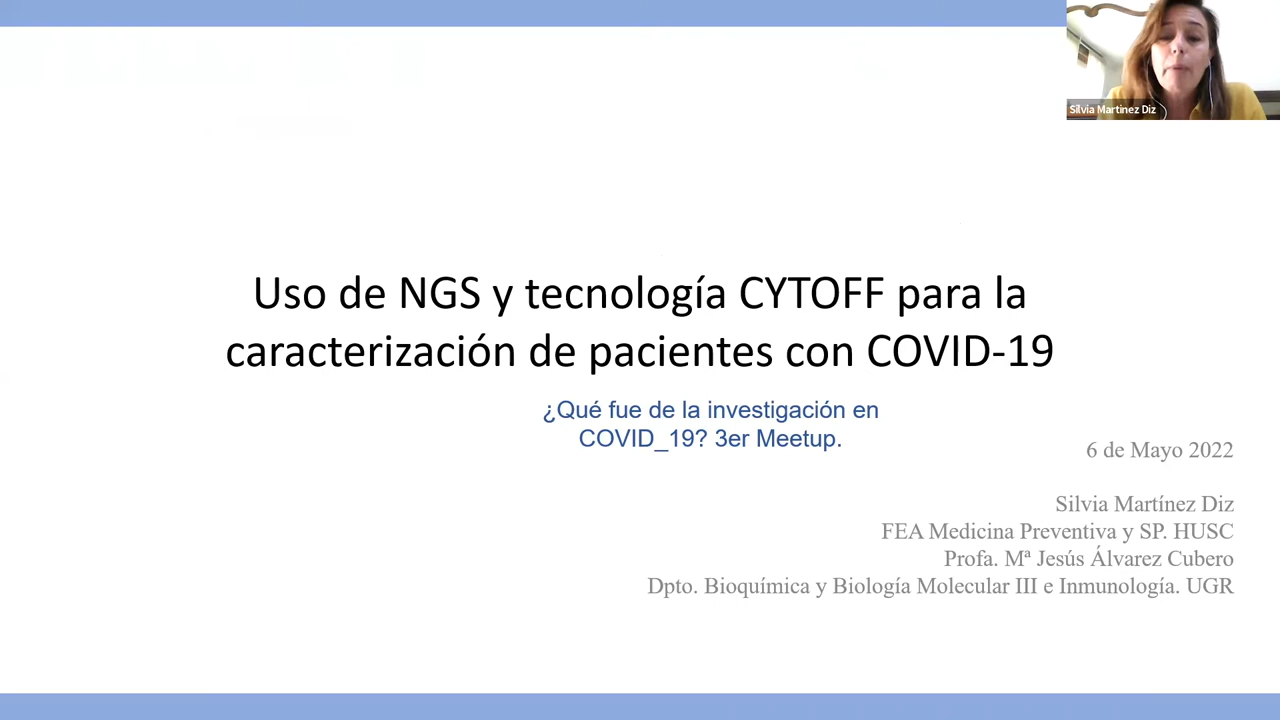 Silvia Martinez Diz
Uso de NGS y tecnología CYTOFF para la
caracterización de pacientes con COVID-19
¿Qué fue de la investigación en
COVID_19? 3er Meetup.
6 de Mayo 2022
Silvia Martínez Diz
FEA Medicina Preventiva y SP. HUSC
Profa. Mª Jesús Álvarez Cubero
Dpto. Bioquímica y Biología Molecular III e Inmunología. UGR